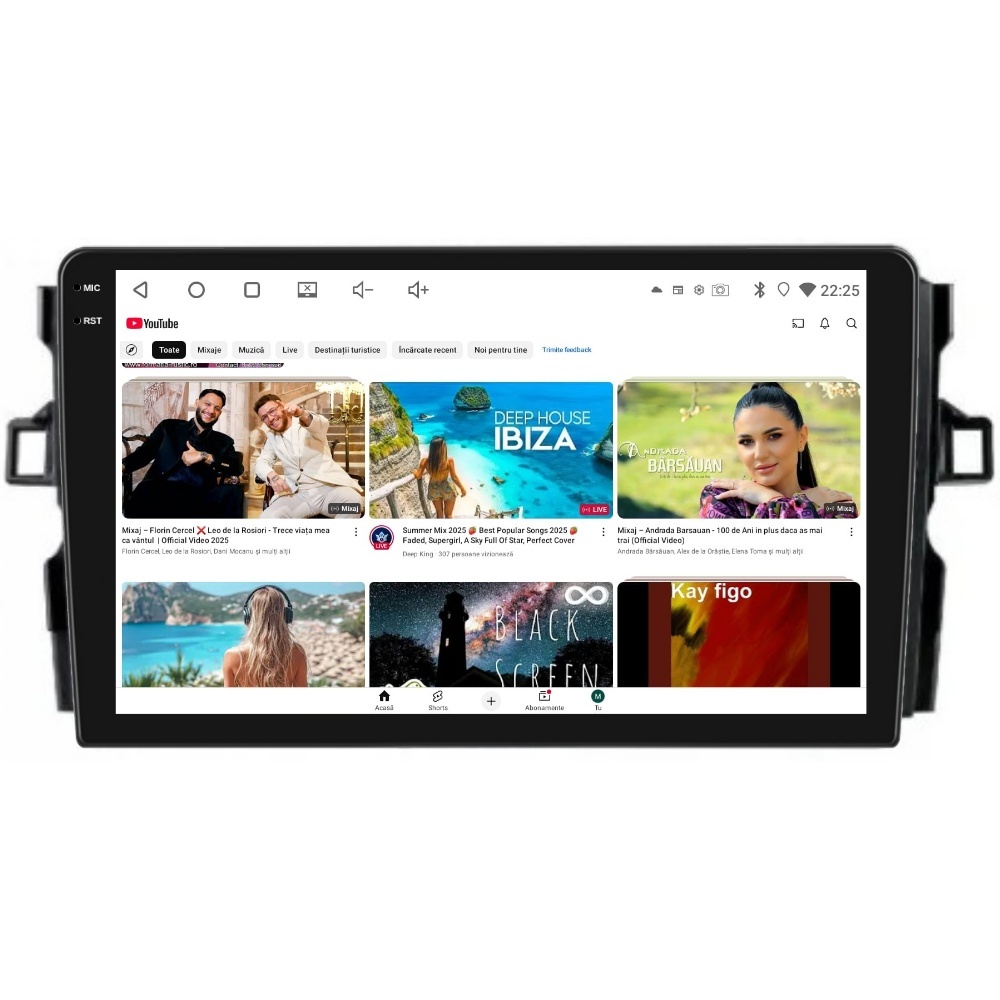 MIC
RST
22:25
YouTube
Toate
Mixaje
Muzică
Live
Destinații turistice
Încărcate recent
Noi pentru tine
Trimite feedback
DEEP HOUSE
IBIZA
LIVE
ANDRADA
BÂRSĂUAN
Mixaj
Mixaj
Mixaj – Florin Cercel ❌ Leo de la Rosiori - Trece viața mea
ca vântul | Official Video 2025
Florin Cercel, Leo de la Rosiori, Dani Mocanu și mulți alții
LIVE
Summer Mix 2025 🍓 Best Popular Songs 2025 🍓
Faded, Supergirl, A Sky Full Of Star, Perfect Cover
Deep King · 307 persoane vizionează
Mixaj – Andrada Barsauan - 100 de Ani in plus daca as mai
trai (Official Video)
Andrada Bârsăuan, Alex de la Orăștie, Elena Toma și mulți alții
BLACK
SCREEN
Kay figo
Acasă
Shorts
Abonamente
M
Tu